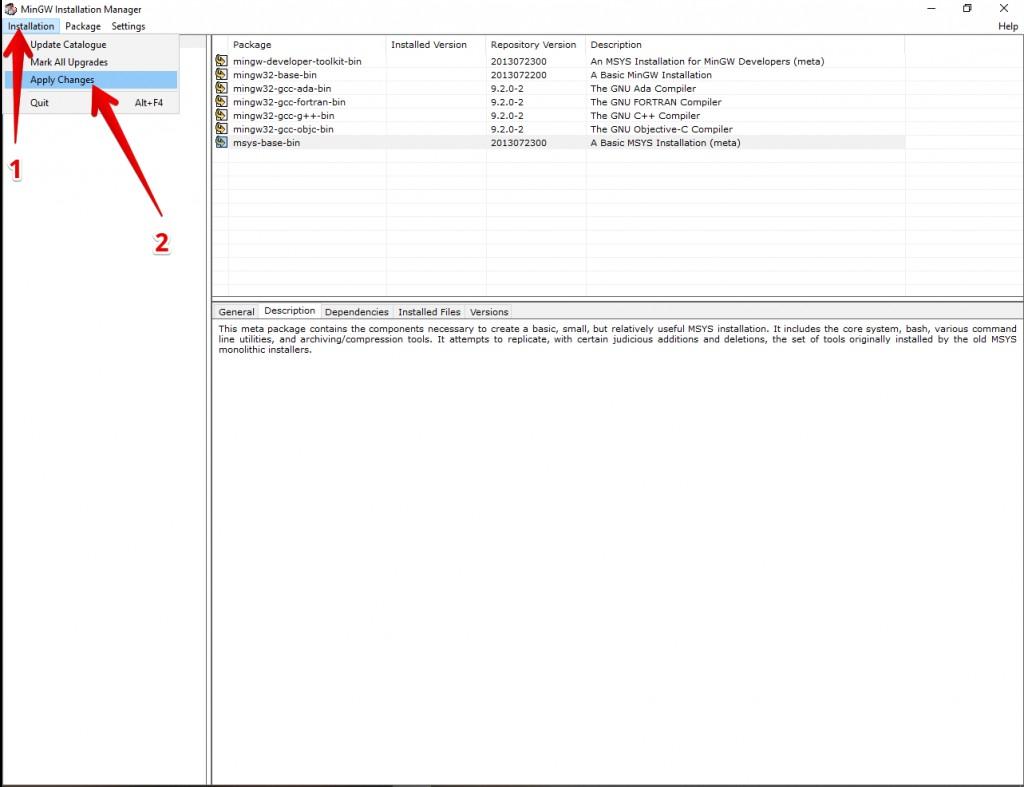 MinGW Installation Manager
Installation Package Settings Help
Update Catalogue
Mark All Upgrades
Apply Changes
Quit Alt+F4
1
2
Package Installed Version Repository Version Description
mingw-developer-toolkit-bin 2013072300 An MSYS Installation for MinGW Developers (meta)
mingw32-base-bin 2013072200 A Basic MinGW Installation
mingw32-gcc-ada-bin 9.2.0-2 The GNU Ada Compiler
mingw32-gcc-fortran-bin 9.2.0-2 The GNU FORTRAN Compiler
mingw32-gcc-g++-bin 9.2.0-2 The GNU C++ Compiler
mingw32-gcc-objc-bin 9.2.0-2 The GNU Objective-C Compiler
msys-base-bin 2013072300 A Basic MSYS Installation (meta)
General Description Dependencies Installed Files Versions
This meta package contains the components necessary to create a basic, small, but relatively useful MSYS installation. It includes the core system, bash, various command
line utilities, and archiving/compression tools. It attempts to replicate, with certain judicious additions and deletions, the set of tools originally installed by the old MSYS
monolithic installers.